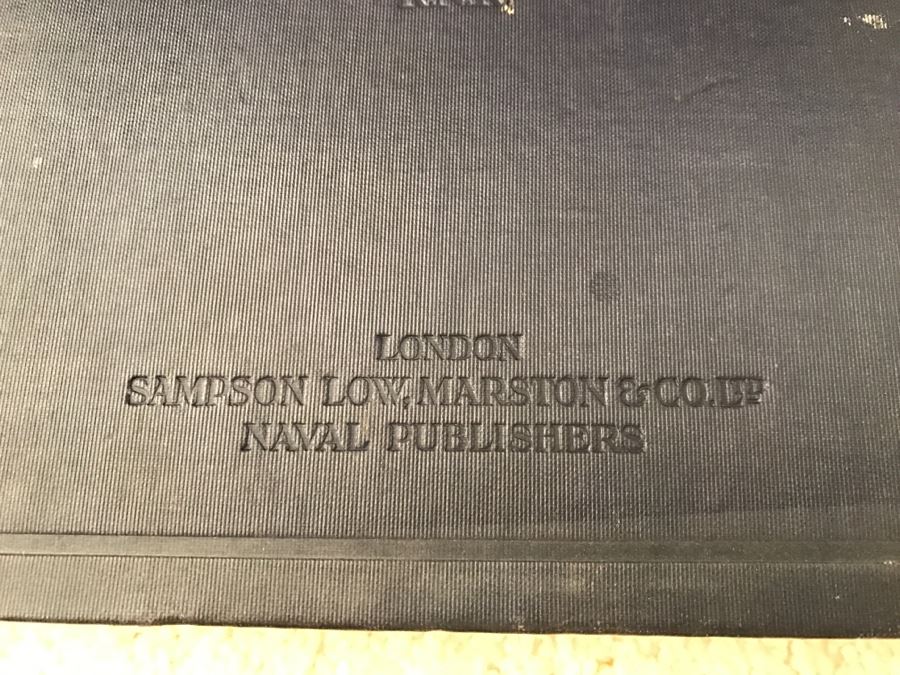 LONDON
SAMPSON LOW, MARSTON & CO. LTD
NAVAL PUBLISHERS